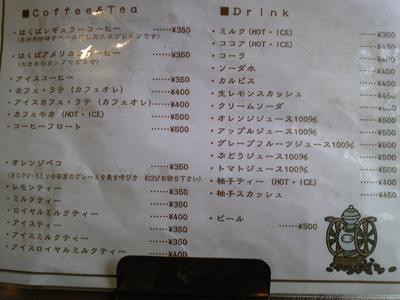 ■Coffee&Tea
・はくばレギュラーコーヒー ……¥350
・はくばアメリカンコーヒー ……¥350
(大きめのカップでどうぞ)
・アイスコーヒー ……¥350
・カフェ・ラテ (カフェオレ) ……¥400
・アイスカフェ・ラテ (カフェオレ) ……¥400
・カフェモカ (HOT・ICE) ……¥500
・コーヒーフロート ……¥500
・オレンジペコ ……¥350
・レモンティー ……¥350
・ミルクティー ……¥350
・ロイヤルミルクティー ……¥400
・アイスティー ……¥350
・アイスミルクティー ……¥350
・アイスロイヤルミルクティー ……¥400
■Drink
・ミルク (HOT・ICE) ……¥350
・ココア (HOT・ICE)
・コーラ
・ソーダホ
・カルピス
・生レモンスカッシュ ……¥400
・クリームソーダ ……¥500
・オレンジジュース100% ……¥500
・アップルジュース100% ……¥500
・グレープフルーツジュース100% ……¥500
・ぶどうジュース100% ……¥500
・トマトジュース100% ……¥500
・柚子ティー (HOT・ICE) ……¥400
・柚子スカッシュ ……¥450
・ビール ……¥500